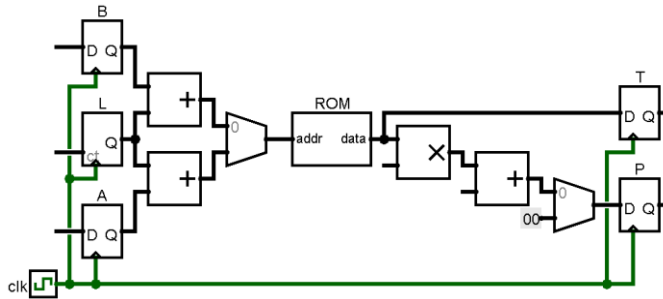 B
D Q
L
Q
ct
A
D Q
+
+
0
ROM
addr data
×
+
0
00
T
D Q
P
D Q
clk